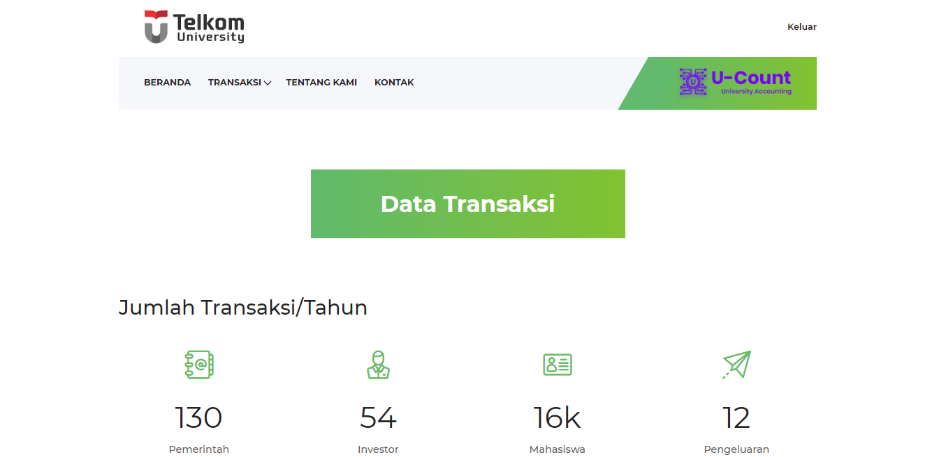 Telkom
University
Keluar
BERANDA TRANSAKSI TENTANG KAMI KONTAK
U-Count
University Accounting
Data Transaksi
Jumlah Transaksi/Tahun
130 54 16k 12
Pemerintah Investor Mahasiswa Pengeluaran